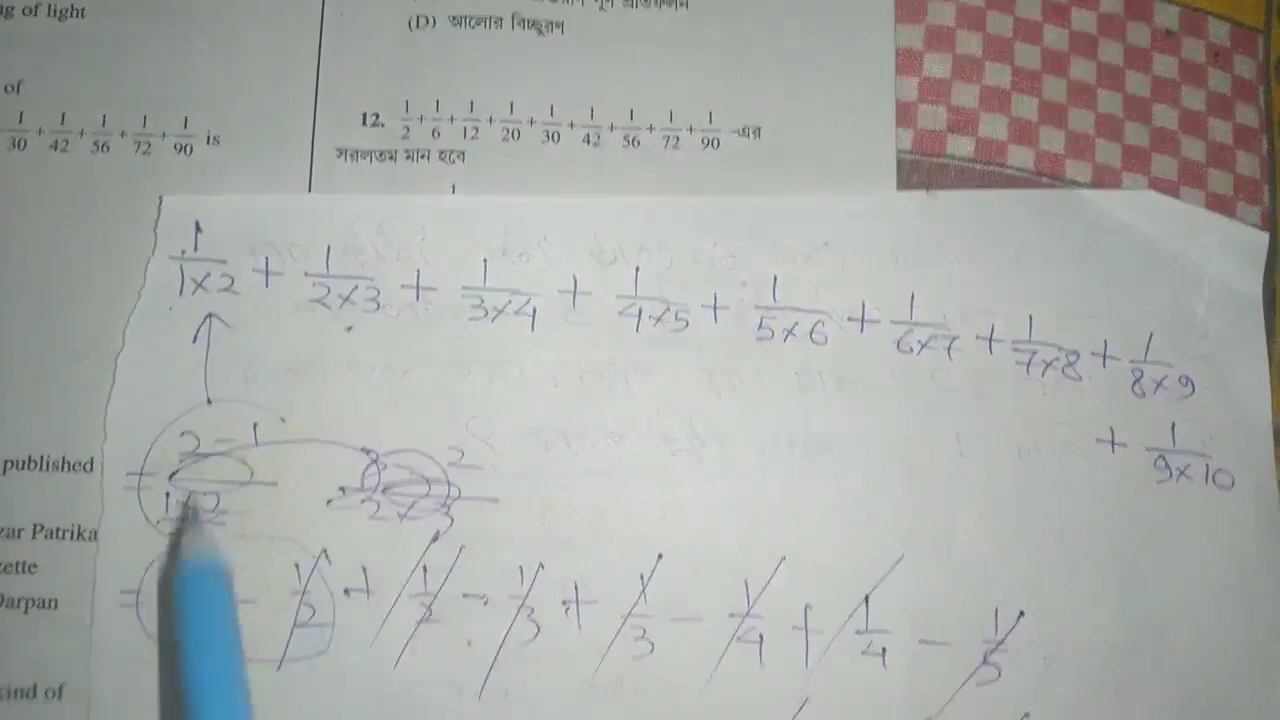 ng of light
(D) আলোর বিচ্ছুরণ
of
1/30 + 1/42 + 1/56 + 1/72 + 1/90 is
12. 1/2 + 1/6 + 1/12 + 1/20 + 1/30 + 1/42 + 1/56 + 1/72 + 1/90 -এর
সরলতম মান হবে
1
1/1×2 + 1/2×3 + 1/3×4 + 1/4×5 + 1/5×6 + 1/6×7 + 1/7×8 + 1/8×9
+ 1/9×10
published
= 2-1/1×2
zar Patrika
zette
Darpan
1/2 + 1/2 - 1/3 + 1/3 - 1/4 + 1/4 - 1/5
kind of